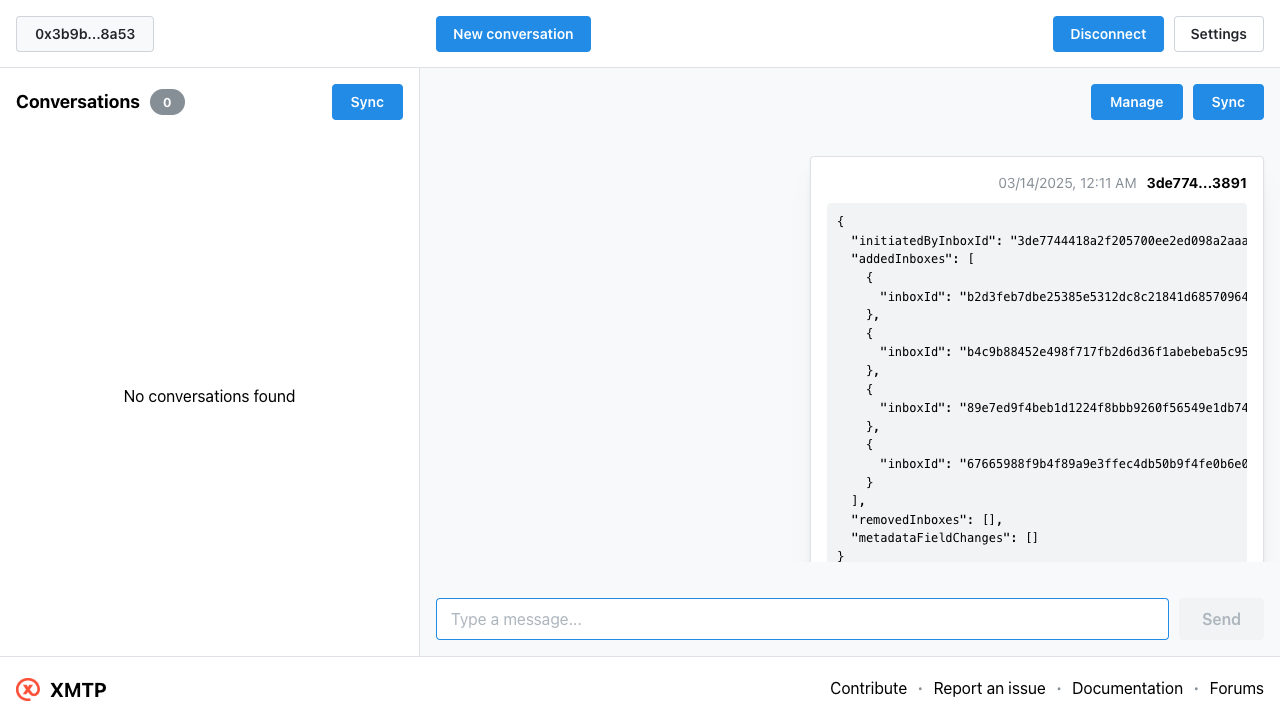 0x3b9b...8a53
New conversation
Disconnect
Settings
Conversations 0
Sync
Manage
Sync
No conversations found
03/14/2025, 12:11 AM 3de774...3891
{
"initiatedByInboxId": "3de7744418a2f205700ee2ed098a2aaa
"addedInboxes": [
{
"inboxId": "b2d3feb7dbe25385e5312dc8c21841d68570964
},
{
"inboxId": "b4c9b88452e498f717fb2d6d36f1abebeba5c95
},
{
"inboxId": "89e7ed9f4beb1d1224f8bbb9260f56549e1db74
},
{
"inboxId": "67665988f9b4f89a9e3ffec4db50b9f4fe0b6e0
}
],
"removedInboxes": [],
"metadataFieldChanges": []
}
Type a message...
Send
XMTP
Contribute • Report an issue • Documentation • Forums